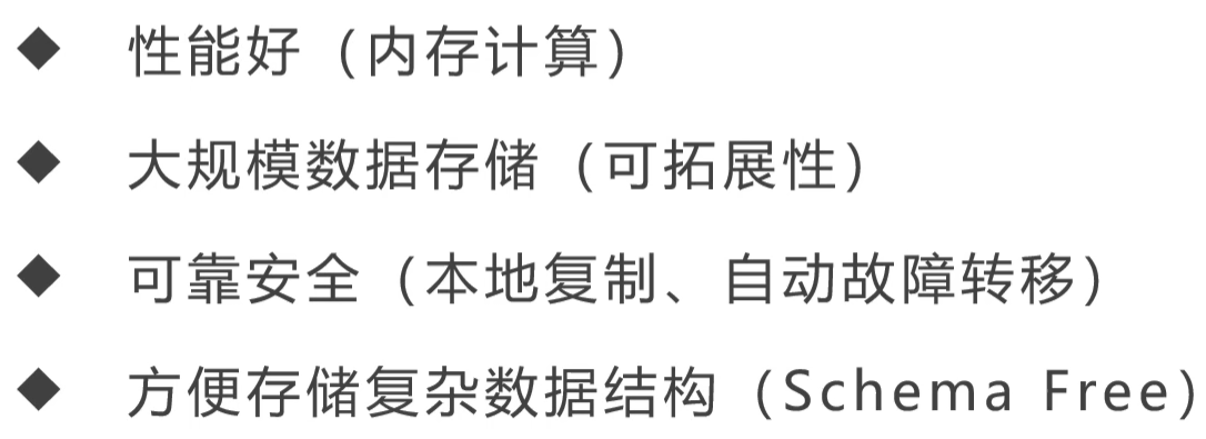 ◆ 性能好（内存计算）
◆ 大规模数据存储（可拓展性）
◆ 可靠安全（本地复制、自动故障转移）
◆ 方便存储复杂数据结构（Schema Free）